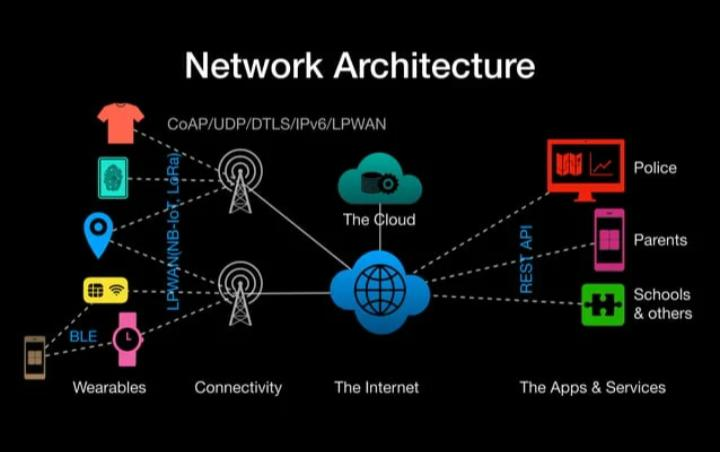 Network Architecture
CoAP/UDP/DTLS/IPv6/LPWAN
LPWAN(NB-IoT, LoRa)
The Cloud
REST API
Police
Parents
Schools
& others
BLE
Wearables
Connectivity
The Internet
The Apps & Services